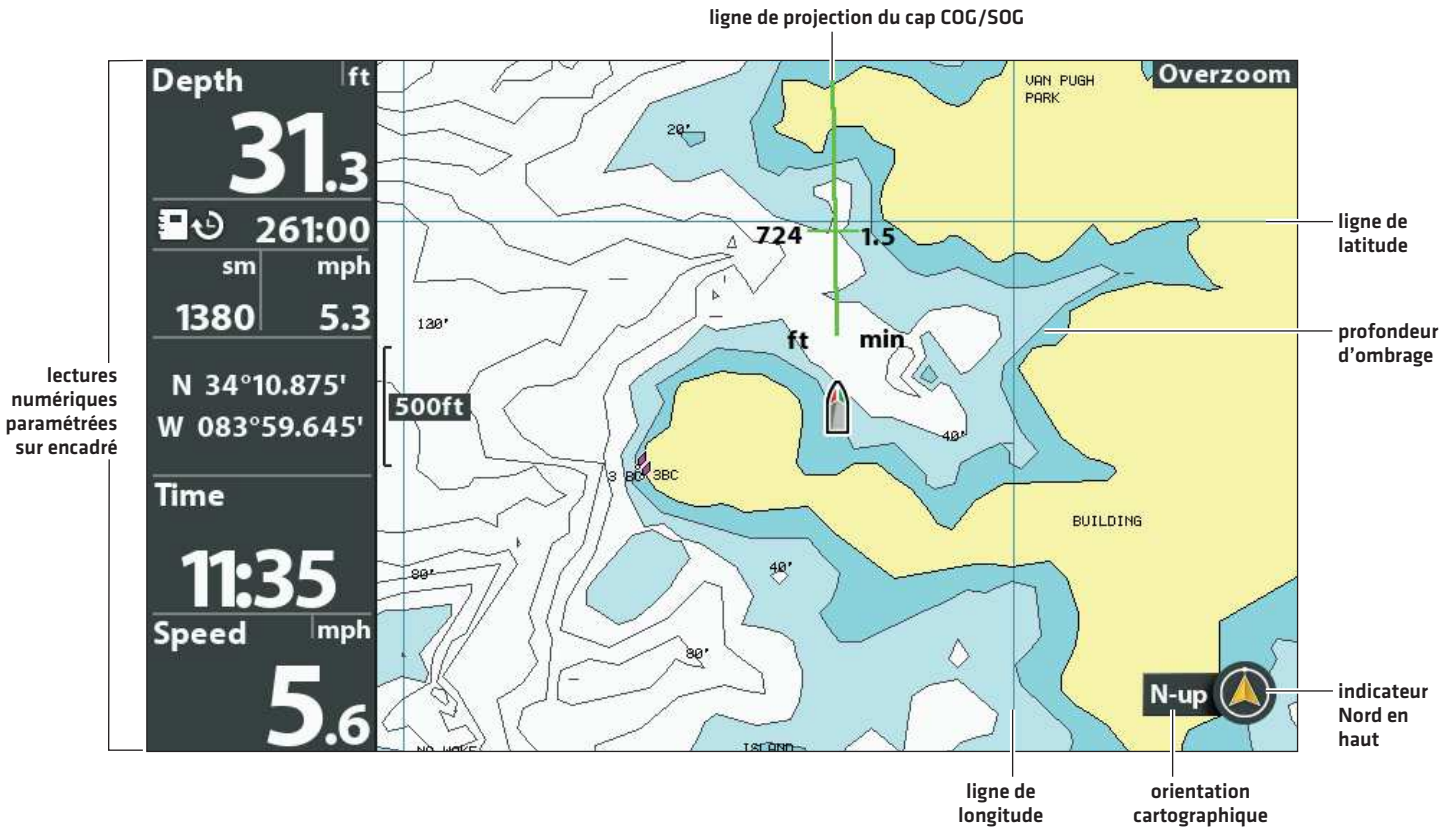 ligne de projection du cap COG/SOG
Depth ft
31.3
261:00
sm mph
1380 5.3
N 34°10.875'
W 083°59.645'
Time
11:35
Speed mph
5.6
lectures
numériques
paramétrées
sur encadré
VAN PUGH
PARK
Overzoom
20'
724 1.5
ft min
500ft
40'
3 BC 3BC
BUILDING
80'
40'
80'
N-up
NO WAKE
ISLAND
ligne de
latitude
profondeur
d'ombrage
indicateur
Nord en
haut
ligne de
longitude
orientation
cartographique